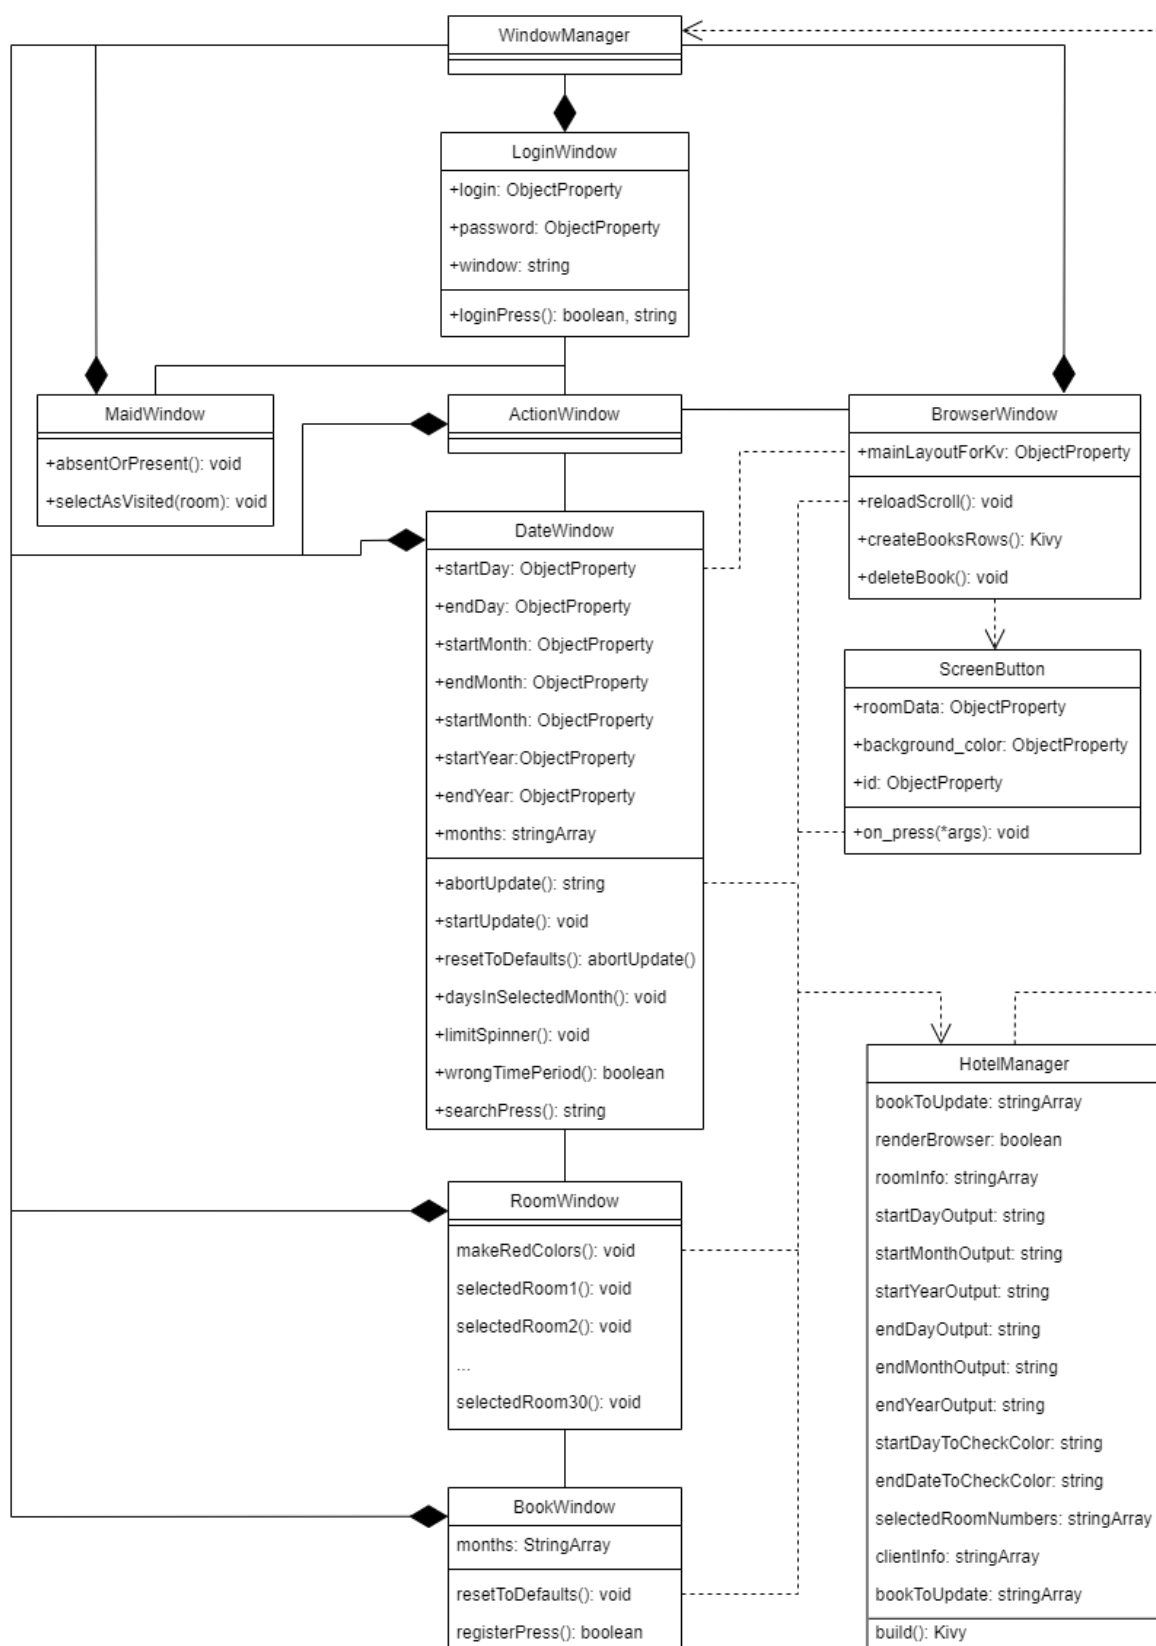 WindowManager
LoginWindow
+login: ObjectProperty
+password: ObjectProperty
+window: string
+loginPress(): boolean, string
MaidWindow
+absentOrPresent(): void
+selectAsVisited(room): void
ActionWindow
BrowserWindow
+mainLayoutForKv: ObjectProperty
+reloadScroll(): void
+createBooksRows(): Kivy
+deleteBook(): void
DateWindow
+startDay: ObjectProperty
+endDay: ObjectProperty
+startMonth: ObjectProperty
+endMonth: ObjectProperty
+startMonth: ObjectProperty
+startYear:ObjectProperty
+endYear: ObjectProperty
+months: stringArray
+abortUpdate(): string
+startUpdate(): void
+resetToDefaults(): abortUpdate()
+daysInSelectedMonth(): void
+limitSpinner(): void
+wrongTimePeriod(): boolean
+searchPress(): string
ScreenButton
+roomData: ObjectProperty
+background_color: ObjectProperty
+id: ObjectProperty
+on_press(*args): void
HotelManager
bookToUpdate: stringArray
renderBrowser: boolean
roomInfo: stringArray
startDayOutput: string
startMonthOutput: string
startYearOutput: string
endDayOutput: string
endMonthOutput: string
endYearOutput: string
startDayToCheckColor: string
endDateToCheckColor: string
selectedRoomNumbers: stringArray
clientInfo: stringArray
bookToUpdate: stringArray
build(): Kivy
RoomWindow
makeRedColors(): void
selectedRoom1(): void
selectedRoom2(): void
...
selectedRoom30(): void
BookWindow
months: StringArray
resetToDefaults(): void
registerPress(): boolean